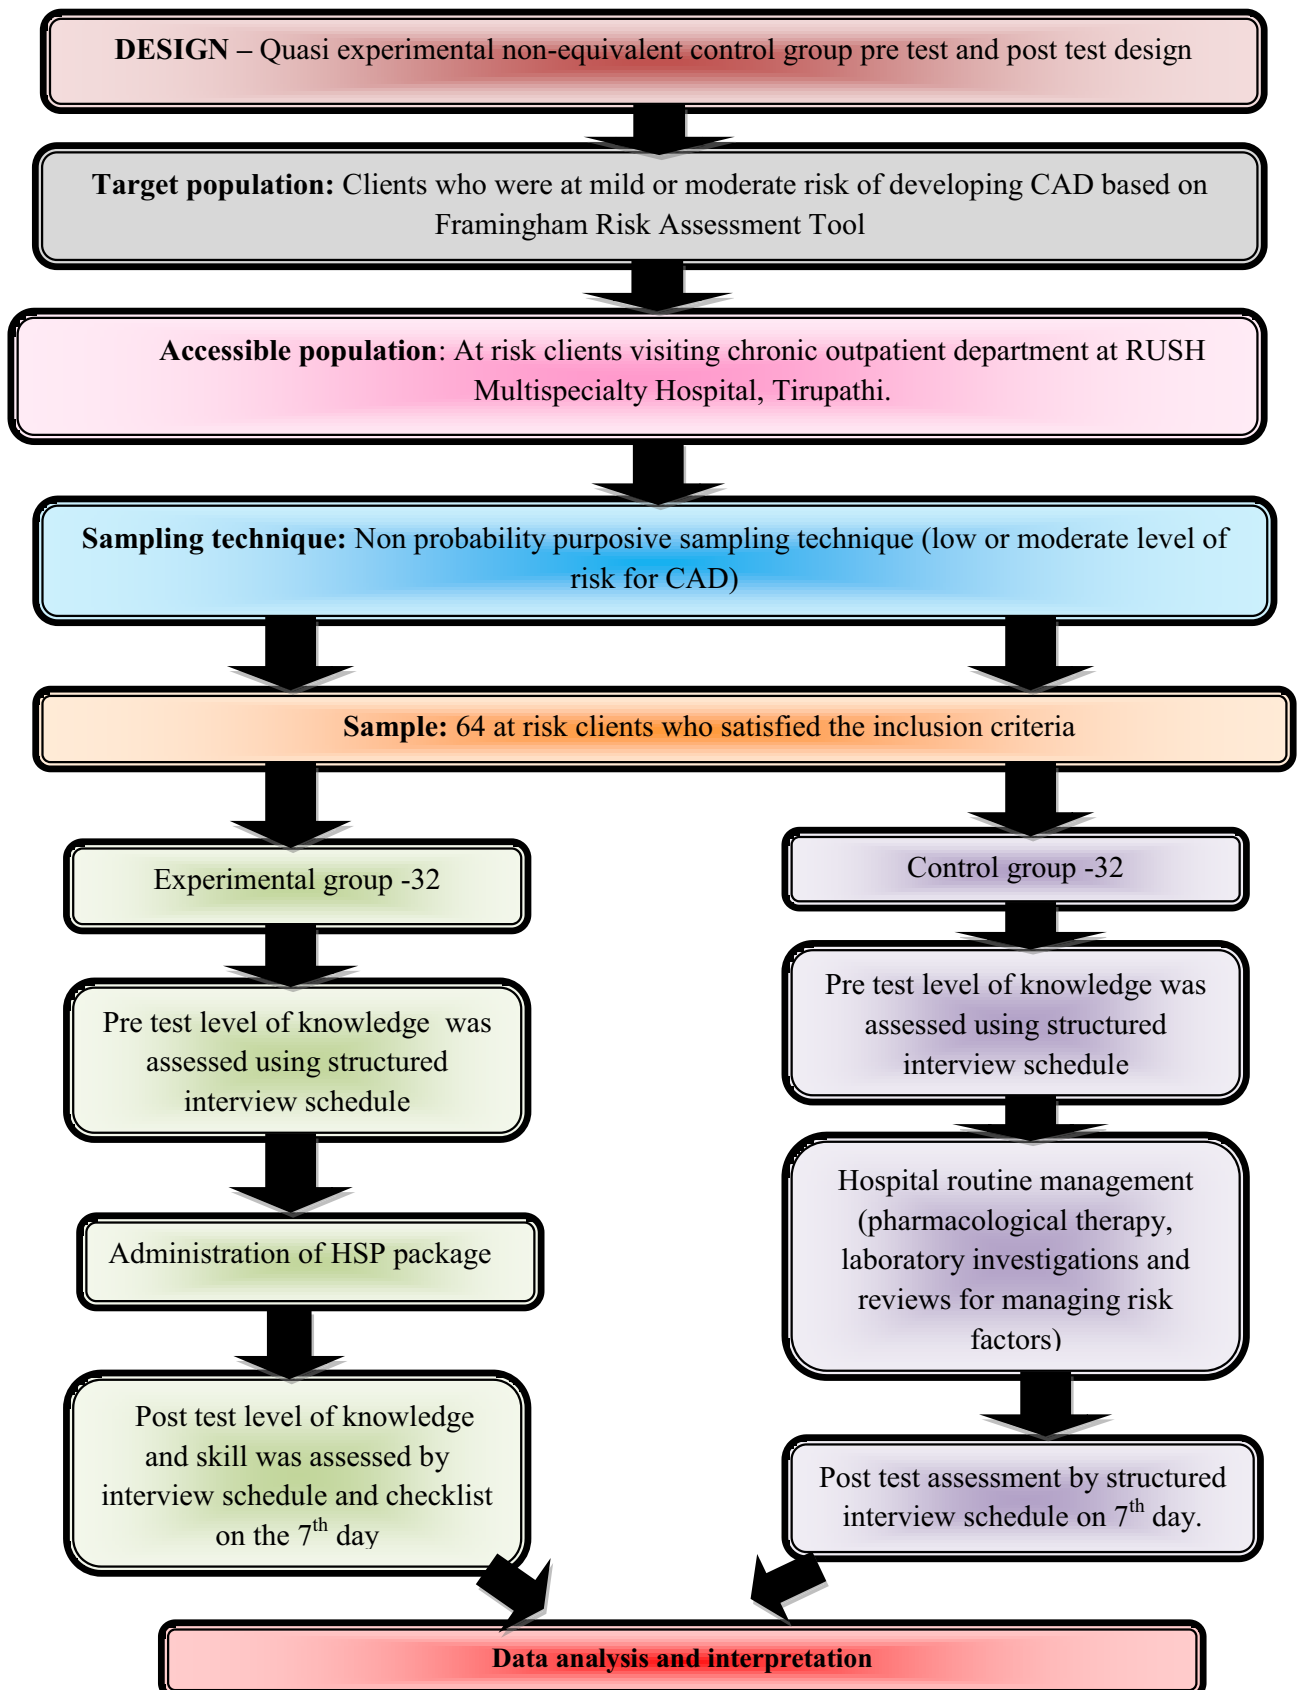 DESIGN – Quasi experimental non-equivalent control group pre test and post test design
Target population: Clients who were at mild or moderate risk of developing CAD based on
Framingham Risk Assessment Tool
Accessible population: At risk clients visiting chronic outpatient department at RUSH
Multispecialty Hospital, Tirupathi.
Sampling technique: Non probability purposive sampling technique (low or moderate level of
risk for CAD)
Sample: 64 at risk clients who satisfied the inclusion criteria
Experimental group -32
Pre test level of knowledge was
assessed using structured
interview schedule
Administration of HSP package
Post test level of knowledge
and skill was assessed by
interview schedule and checklist
on the 7th day
Control group -32
Pre test level of knowledge was
assessed using structured
interview schedule
Hospital routine management
(pharmacological therapy,
laboratory investigations and
reviews for managing risk
factors)
Post test assessment by structured
interview schedule on 7th day.
Data analysis and interpretation